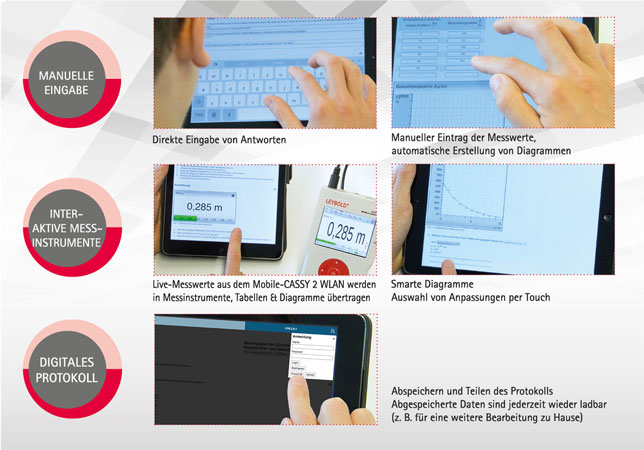 MANUELLE
EINGABE
Direkte Eingabe von Antworten
Manueller Eintrag der Messwerte,
automatische Erstellung von Diagrammen
INTER-
AKTIVE MESS-
INSTRUMENTE
0,285 m
LEYBOLD
0,285 m
Live-Messwerte aus dem Mobile-CASSY 2 WLAN werden
in Messinstrumente, Tabellen & Diagramme übertragen
Smarte Diagramme
Auswahl von Anpassungen per Touch
DIGITALES
PROTOKOLL
Anmeldung
Abspeichern und Teilen des Protokolls
Abgespeicherte Daten sind jederzeit wieder ladbar
(z. B. für eine weitere Bearbeitung zu Hause)